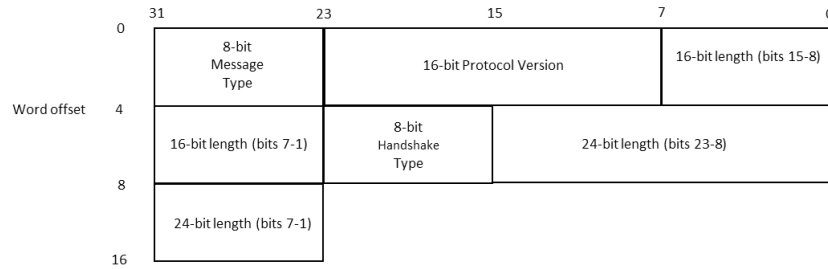 31 23 15 7 0
0
8-bit
Message
Type
16-bit Protocol Version
16-bit length (bits 15-8)
Word offset
4
16-bit length (bits 7-1)
8-bit
Handshake
Type
24-bit length (bits 23-8)
8
24-bit length (bits 7-1)
16